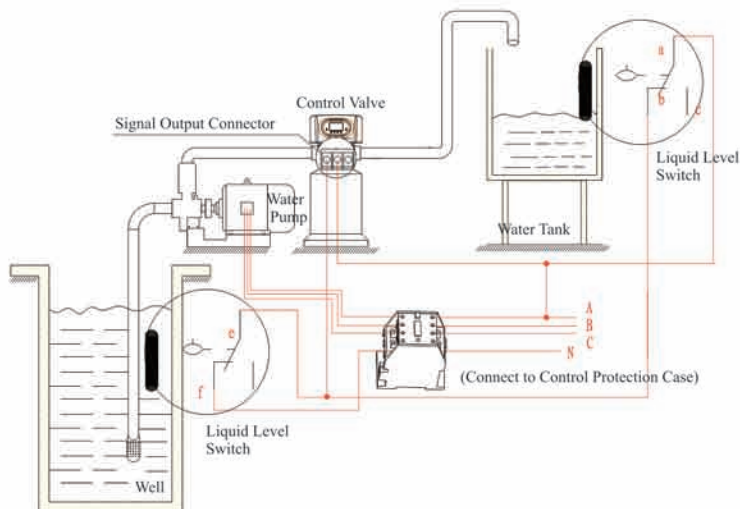 Control Valve
Signal Output Connector
a
b
c
Liquid Level
Switch
Water
Pump
Water Tank
A
B
C
N
e
f
(Connect to Control Protection Case)
Liquid Level
Switch
Well